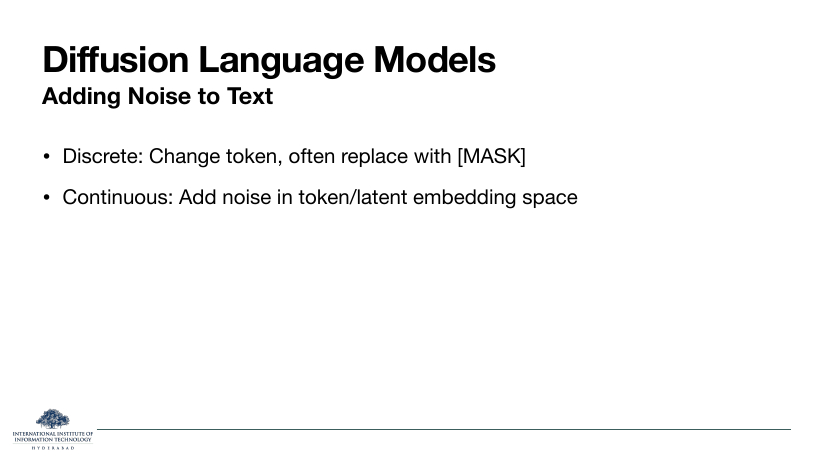 Diffusion Language Models
Adding Noise to Text
• Discrete: Change token, often replace with [MASK]
• Continuous: Add noise in token/latent embedding space
INTERNATIONAL INSTITUTE OF
INFORMATION TECHNOLOGY
HYDERABAD